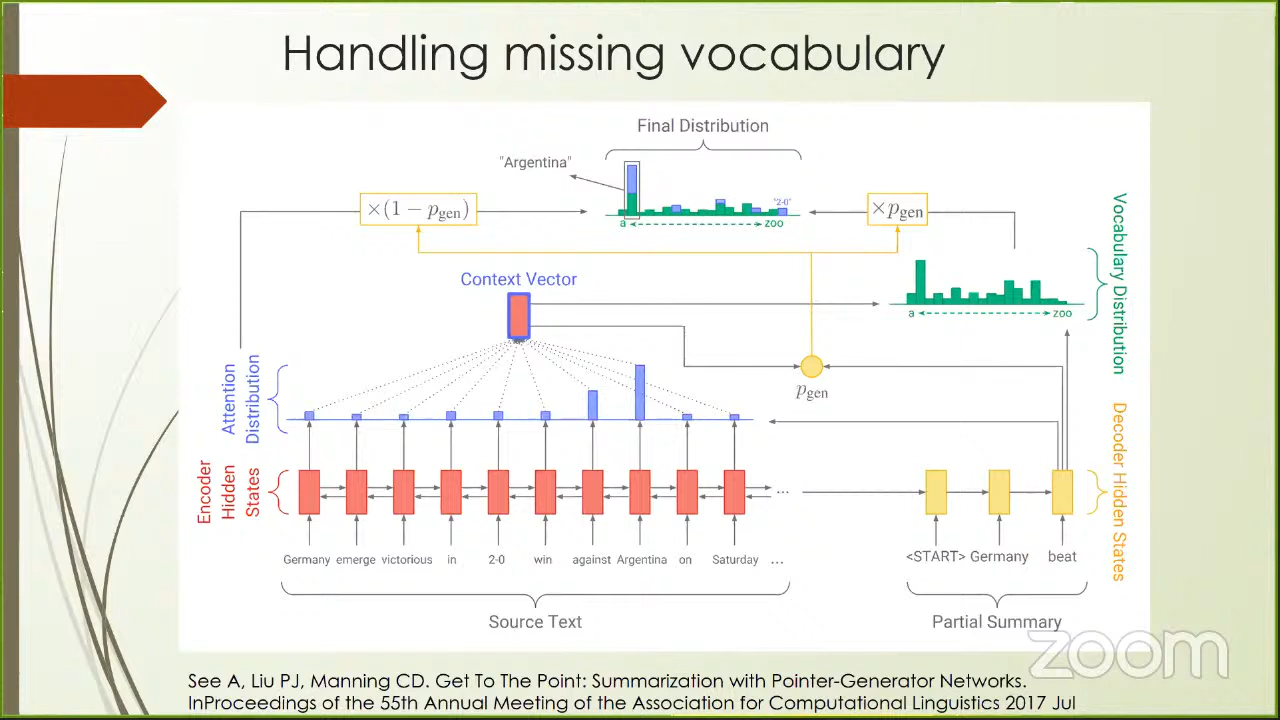 Handling missing vocabulary
Final Distribution
"Argentina"
"2-0"
×(1 − pgen)
×pgen
a
zoo
Context Vector
a
zoo
Vocabulary Distribution
Attention
Distribution
pgen
Encoder
Hidden
States
...
Decoder Hidden States
Germany emerge victorious in 2-0 win against Argentina on Saturday ...
<START> Germany beat
Source Text
Partial Summary
zoom
See A, Liu PJ, Manning CD. Get To The Point: Summarization with Pointer-Generator Networks.
InProceedings of the 55th Annual Meeting of the Association for Computational Linguistics 2017 Jul